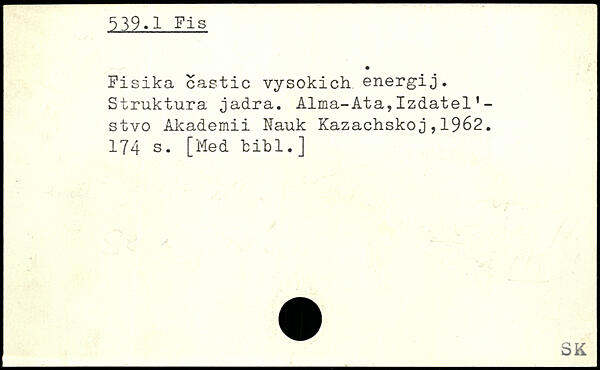 539.1 Fis
Fisika častic vysokich ėnergij.
Struktura jadra. Alma-Ata,Izdatel'-
stvo Akademii Nauk Kazachskoj,1962.
174 s. [Med bibl.]
SK